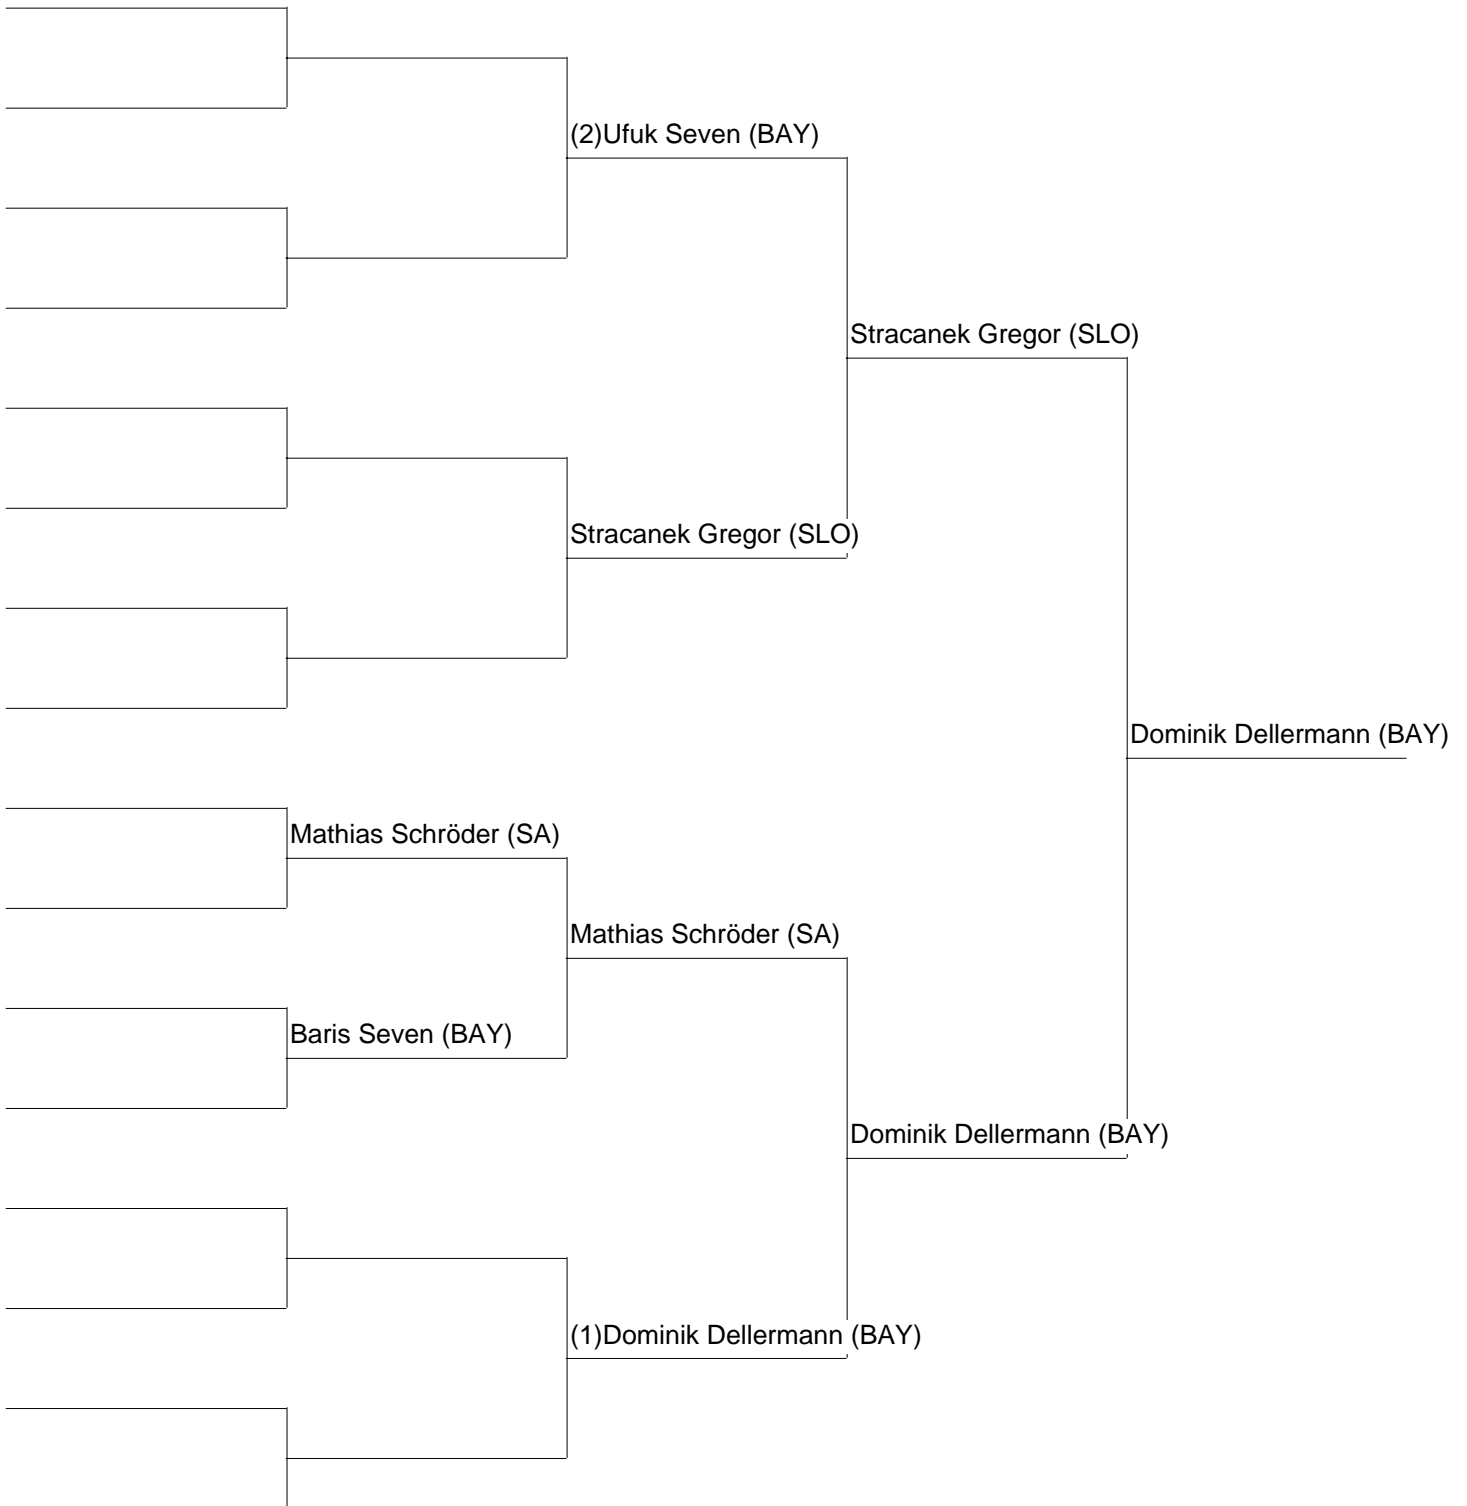 (2)Ufuk Seven (BAY)
Stracanek Gregor (SLO)
Stracanek Gregor (SLO)
Dominik Dellermann (BAY)
Mathias Schröder (SA)
Mathias Schröder (SA)
Baris Seven (BAY)
Dominik Dellermann (BAY)
(1)Dominik Dellermann (BAY)